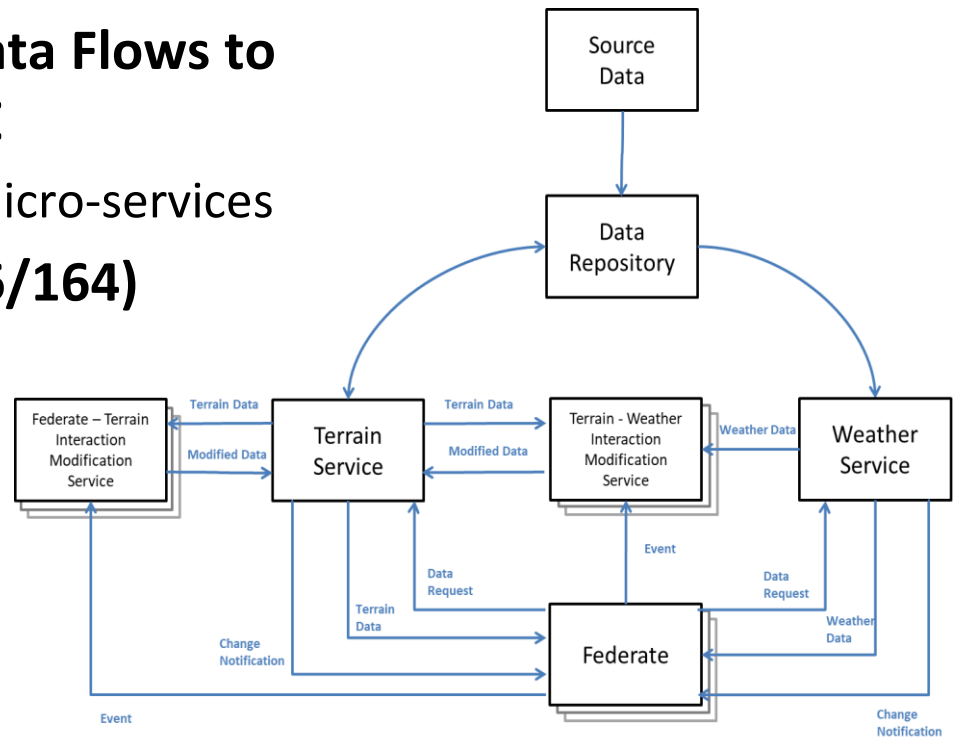 ata Flows to
icro-services
/164)
Source
Data
Data
Repository
Federate – Terrain
Interaction
Modification
Service
Terrain Data
Modified Data
Terrain
Service
Terrain Data
Modified Data
Terrain - Weather
Interaction
Modification
Service
Weather Data
Weather
Service
Event
Data
Request
Data
Request
Terrain
Data
Weather
Data
Change
Notification
Federate
Event
Change
Notification